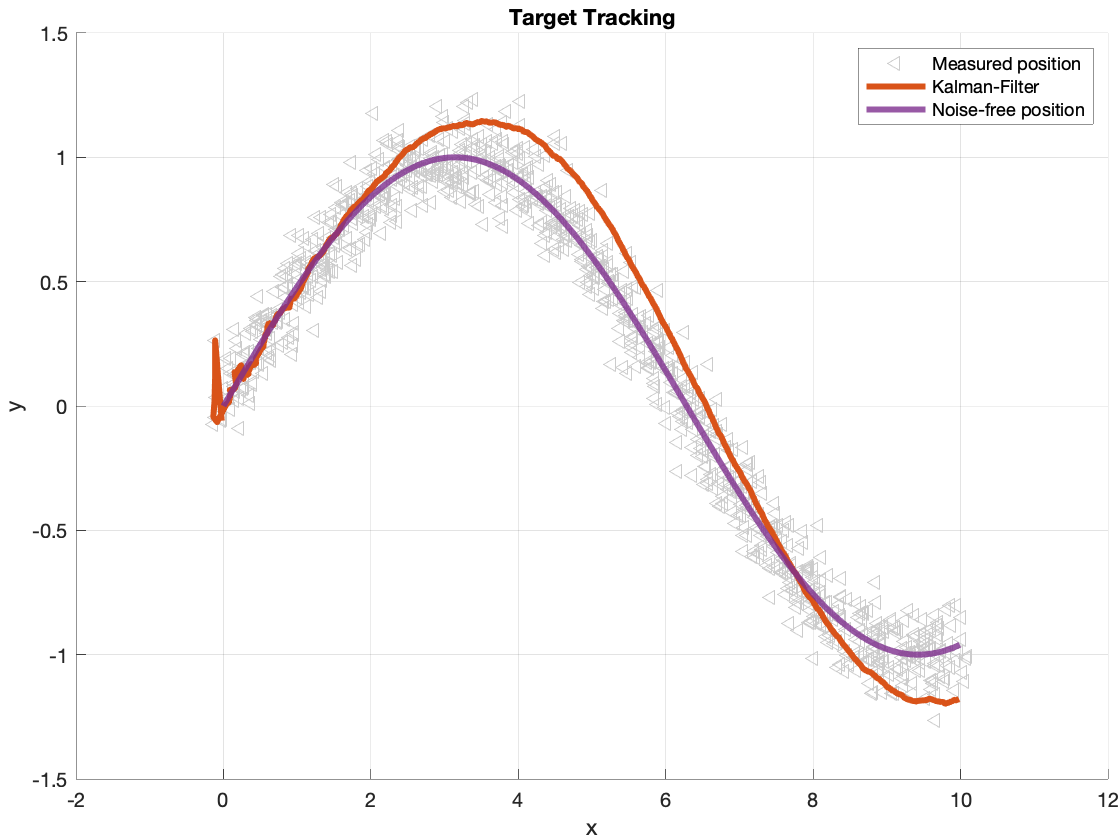 Target Tracking
Measured position
Kalman-Filter
Noise-free position
1.5
1
0.5
0
-0.5
-1
-1.5
y
-2 0 2 4 6 8 10 12
x